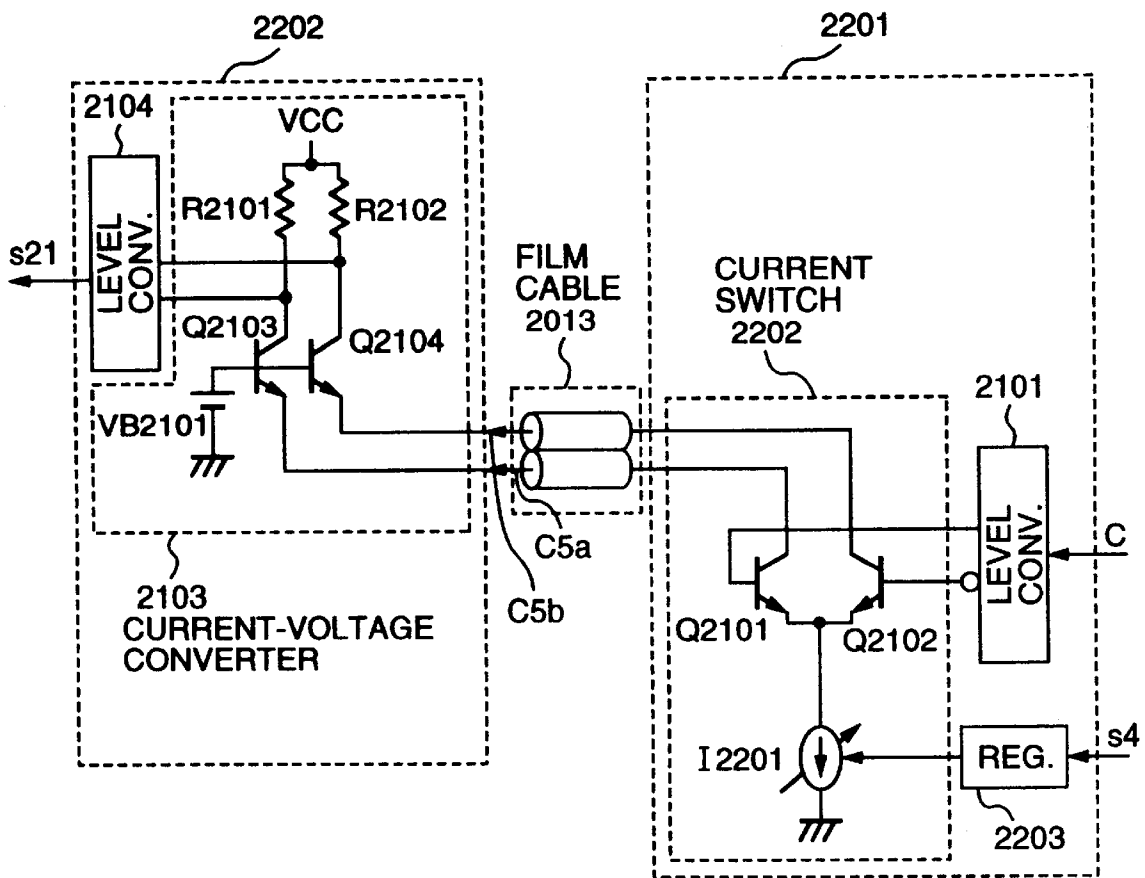 2202
2201
2104
VCC
R2101
R2102
LEVEL
CONV.
s21
FILM
CABLE
2013
CURRENT
SWITCH
2202
Q2103
Q2104
2101
VB2101
LEVEL
CONV.
C
C5a
C5b
2103
CURRENT-VOLTAGE
CONVERTER
Q2101
Q2102
I2201
REG.
s4
2203